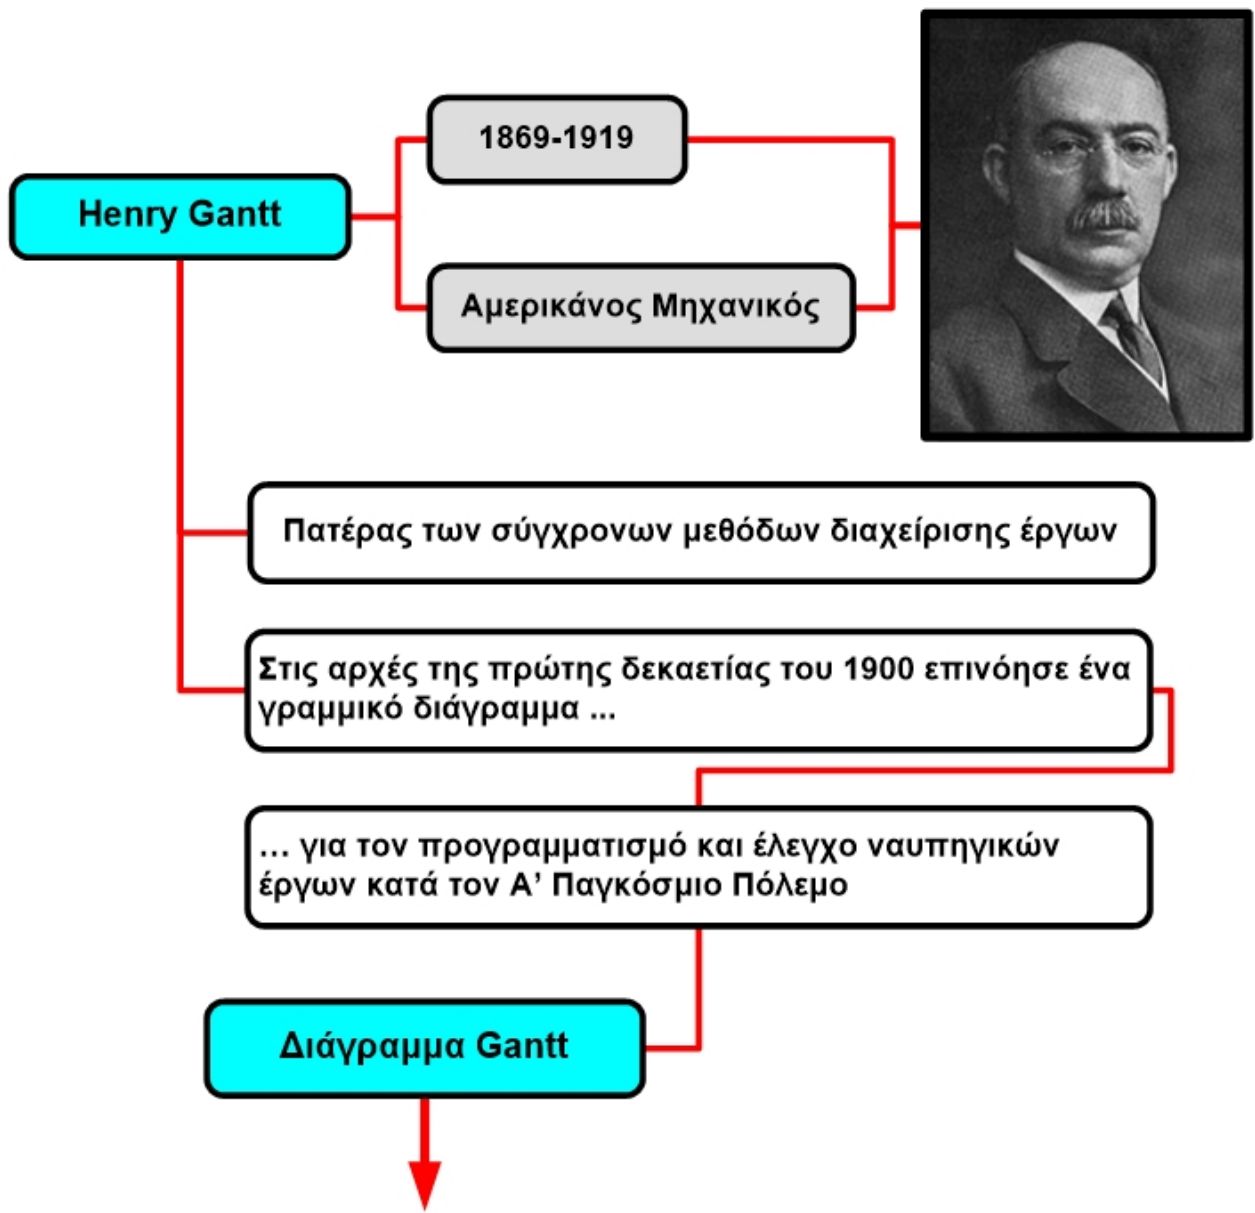 1869-1919
Henry Gantt
Αμερικάνος Μηχανικός
Πατέρας των σύγχρονων μεθόδων διαχείρισης έργων
Στις αρχές της πρώτης δεκαετίας του 1900 επινόησε ένα
γραμμικό διάγραμμα ...
… για τον προγραμματισμό και έλεγχο ναυπηγικών
έργων κατά τον Α’ Παγκόσμιο Πόλεμο
Διάγραμμα Gantt